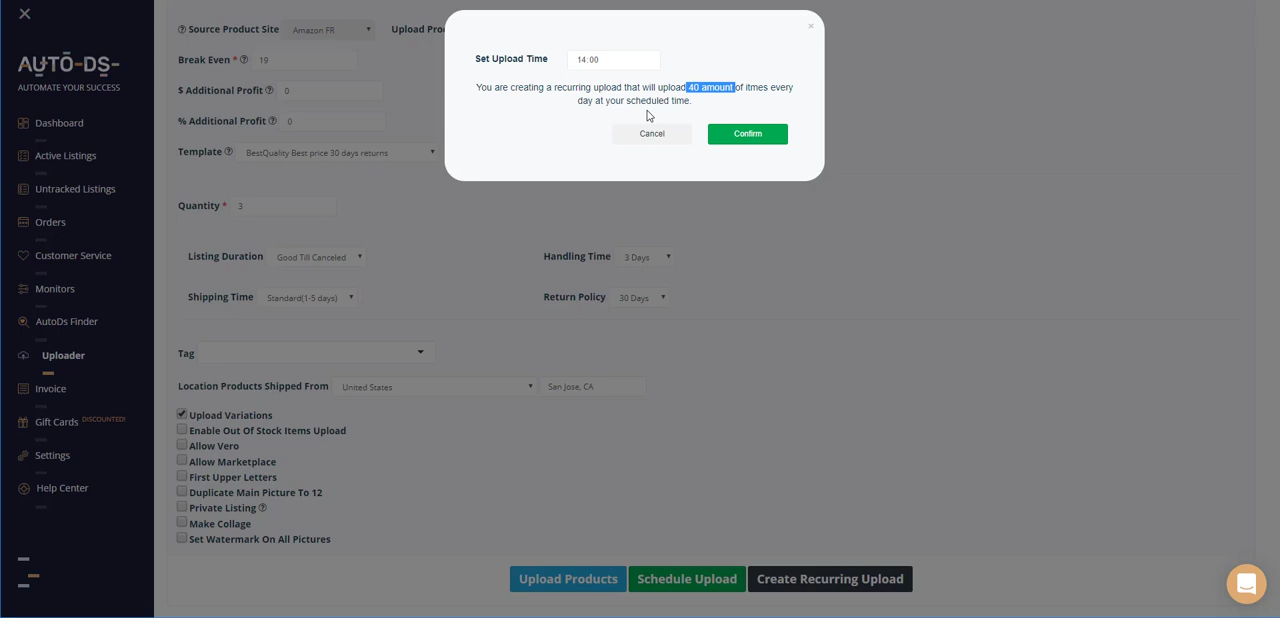 Source Product Site Amazon FR Upload Pro
Break Even * 19
$ Additional Profit 0
% Additional Profit 0
Template BestQuality Best price 30 days returns
×
Set Upload Time 14:00
You are creating a recurring upload that will upload 40 amount of itmes every
day at your scheduled time.
Cancel Confirm
AUTO-DS-
AUTOMATE YOUR SUCCESS
Dashboard
Active Listings
Untracked Listings
Orders
Customer Service
Monitors
AutoDs Finder
Uploader
Invoice
Gift Cards DISCOUNTED!
Settings
Help Center
Quantity * 3
Listing Duration Good Till Canceled Handling Time 3 Days
Shipping Time Standard(1-5 days) Return Policy 30 Days
Tag
Location Products Shipped From United States San Jose, CA
Upload Variations
Enable Out Of Stock Items Upload
Allow Vero
Allow Marketplace
First Upper Letters
Duplicate Main Picture To 12
Private Listing
Make Collage
Set Watermark On All Pictures
Upload Products Schedule Upload Create Recurring Upload